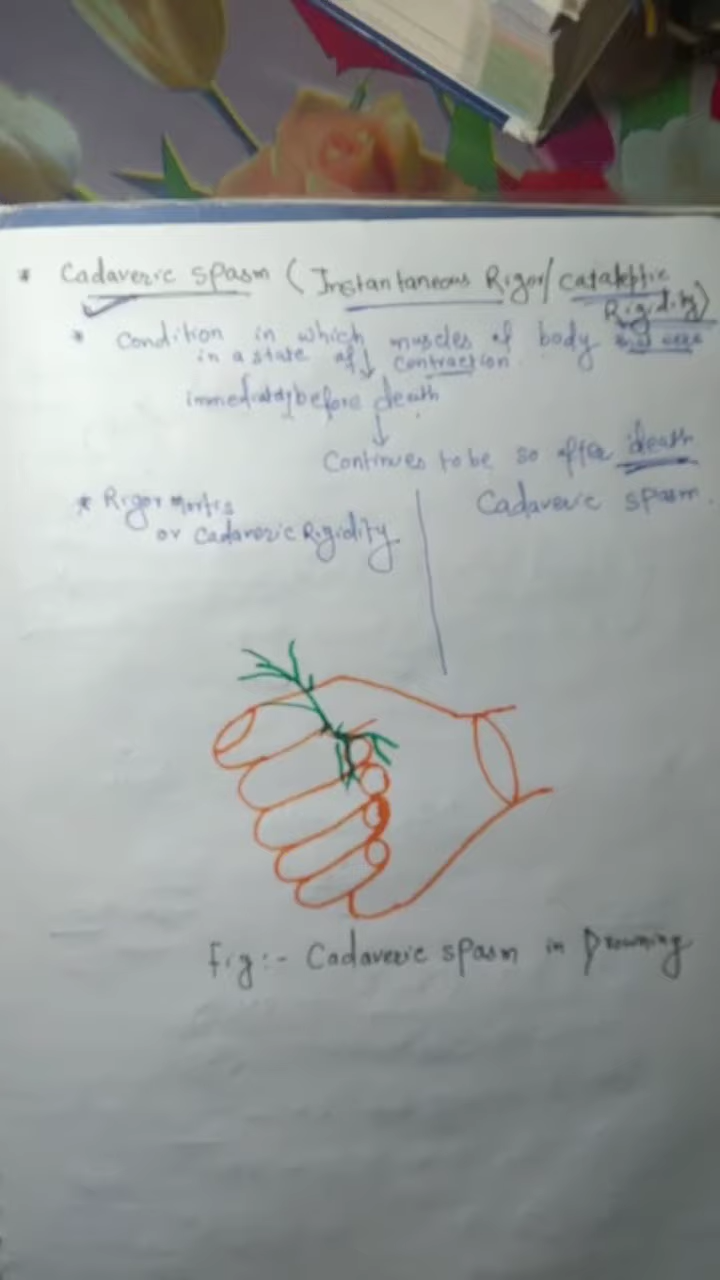 * Cadaveric spasm ( Instantaneous Rigor/ Cataleptic
Rigidity)
* Condition in which muscles of body
in a state of ↓ contraction
immediately before death
↓
Continues to be so after death
* Rigor Mortis
or Cadaveric Rigidity
Cadaveric spasm.
Fig:- Cadaveric spasm in Drowning